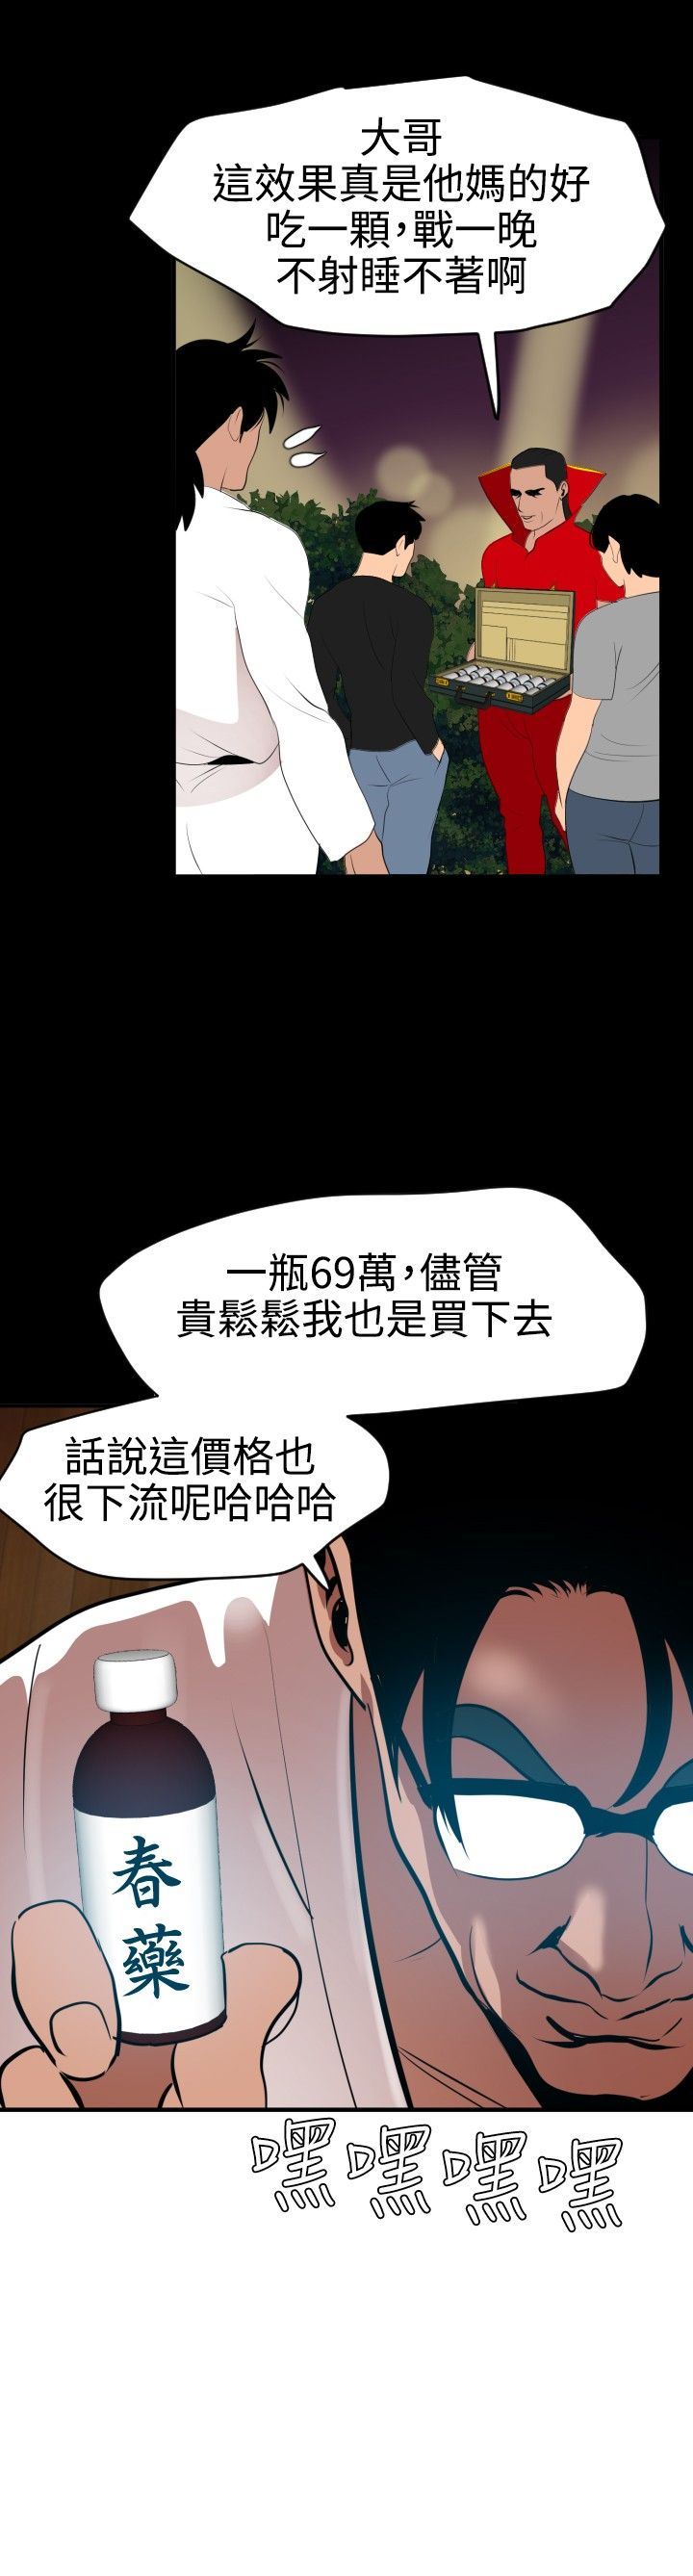 大哥
這效果真是他媽的好
吃一顆，戰一晚
不射睡不著啊
一瓶69萬，儘管
貴鬆鬆我也是買下去
話說這價格也
很下流呢哈哈哈
春
藥
嘿嘿嘿嘿